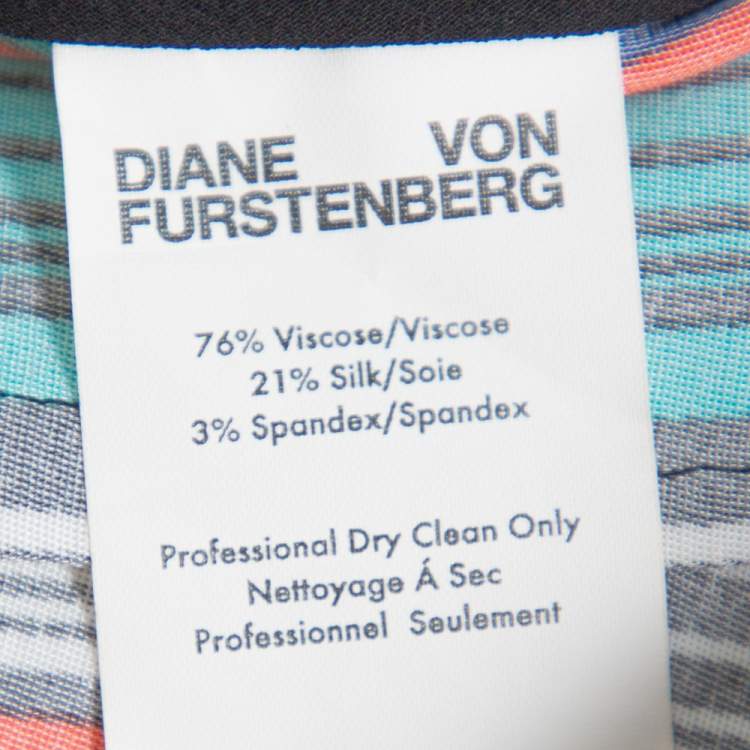 DIANE VON
FURSTENBERG
76% Viscose/Viscose
21% Silk/Soie
3% Spandex/Spandex
Professional Dry Clean Only
Nettoyage Á Sec
Professionnel Seulement